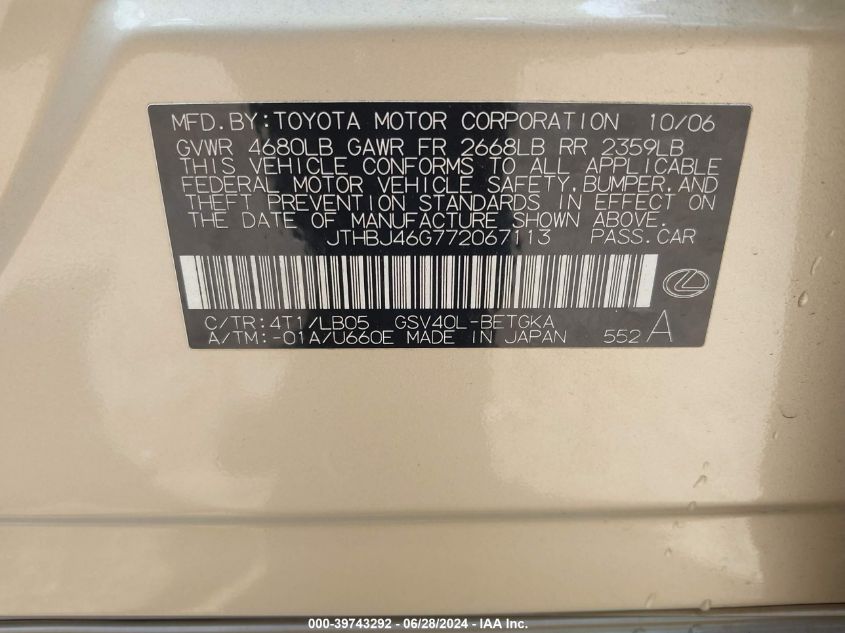 MFD. BY: TOYOTA MOTOR CORPORATION 10/06
GVWR 4680LB GAWR FR 2668LB RR 2359LB
THIS VEHICLE CONFORMS TO ALL APPLICABLE
FEDERAL MOTOR VEHICLE SAFETY, BUMPER, AND
THEFT PREVENTION STANDARDS IN EFFECT ON
THE DATE OF MANUFACTURE SHOWN ABOVE.
JTHBJ46G772067113 PASS. CAR
C/TR: 4T1/LB05 GSV40L-BETGKA
A/TM: -01A/U660E MADE IN JAPAN 552 A
000-39743292 - 06/28/2024 - IAA Inc.